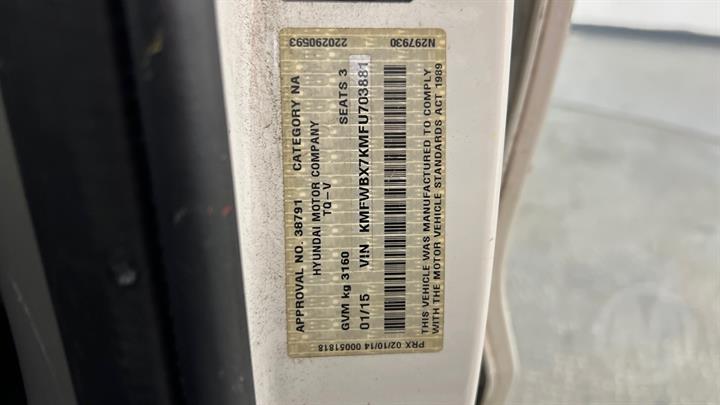 APPROVAL NO. 38791 CATEGORY NA 220290593
HYUNDAI MOTOR COMPANY
TQ-V
GVM kg 3160 SEATS 3
01/15 VIN KMFWBX7KMFU703881
THIS VEHICLE WAS MANUFACTURED TO COMPLY
WITH THE MOTOR VEHICLE STANDARDS ACT 1989
PRX 02/10/14 00051818 N297930